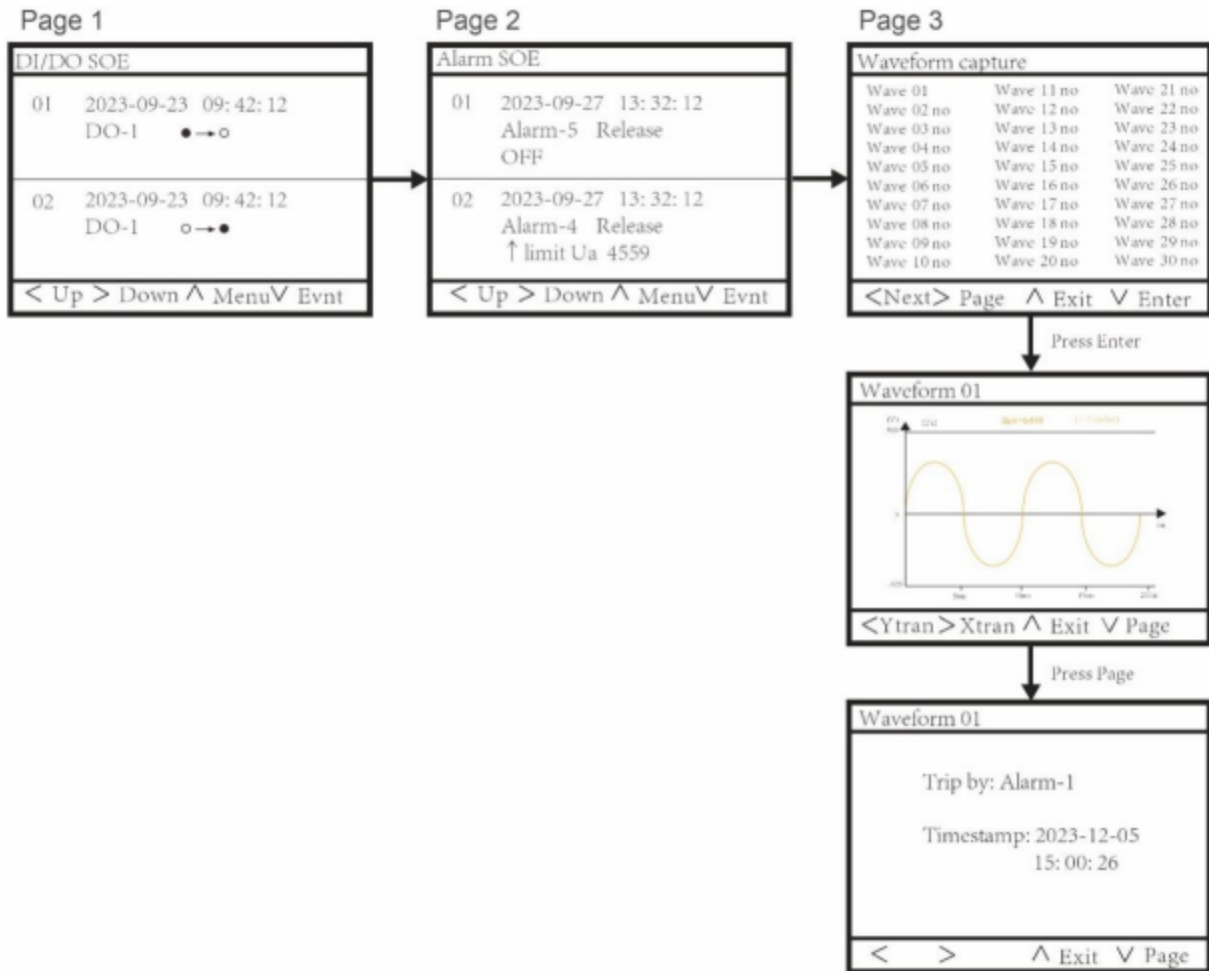 Page 1
DI/DO SOE
01 2023-09-23 09: 42: 12
DO-1 ●→○
02 2023-09-23 09: 42: 12
DO-1 ○→●
< Up > Down ∧ Menu∨ Evnt
Page 2
Alarm SOE
01 2023-09-27 13: 32: 12
Alarm-5 Release
OFF
02 2023-09-27 13: 32: 12
Alarm-4 Release
↑ limit Ua 4559
< Up > Down ∧ Menu∨ Evnt
Page 3
Waveform capture
Wave 01 Wave 11 no Wave 21 no
Wave 02 no Wave 12 no Wave 22 no
Wave 03 no Wave 13 no Wave 23 no
Wave 04 no Wave 14 no Wave 24 no
Wave 05 no Wave 15 no Wave 25 no
Wave 06 no Wave 16 no Wave 26 no
Wave 07 no Wave 17 no Wave 27 no
Wave 08 no Wave 18 no Wave 28 no
Wave 09 no Wave 19 no Wave 29 no
Wave 10 no Wave 20 no Wave 30 no
<Next> Page ∧ Exit ∨ Enter
Press Enter
Waveform 01
<Ytran>Xtran ∧ Exit ∨ Page
Press Page
Waveform 01
Trip by: Alarm-1
Timestamp: 2023-12-05
15: 00: 26
< > ∧ Exit ∨ Page